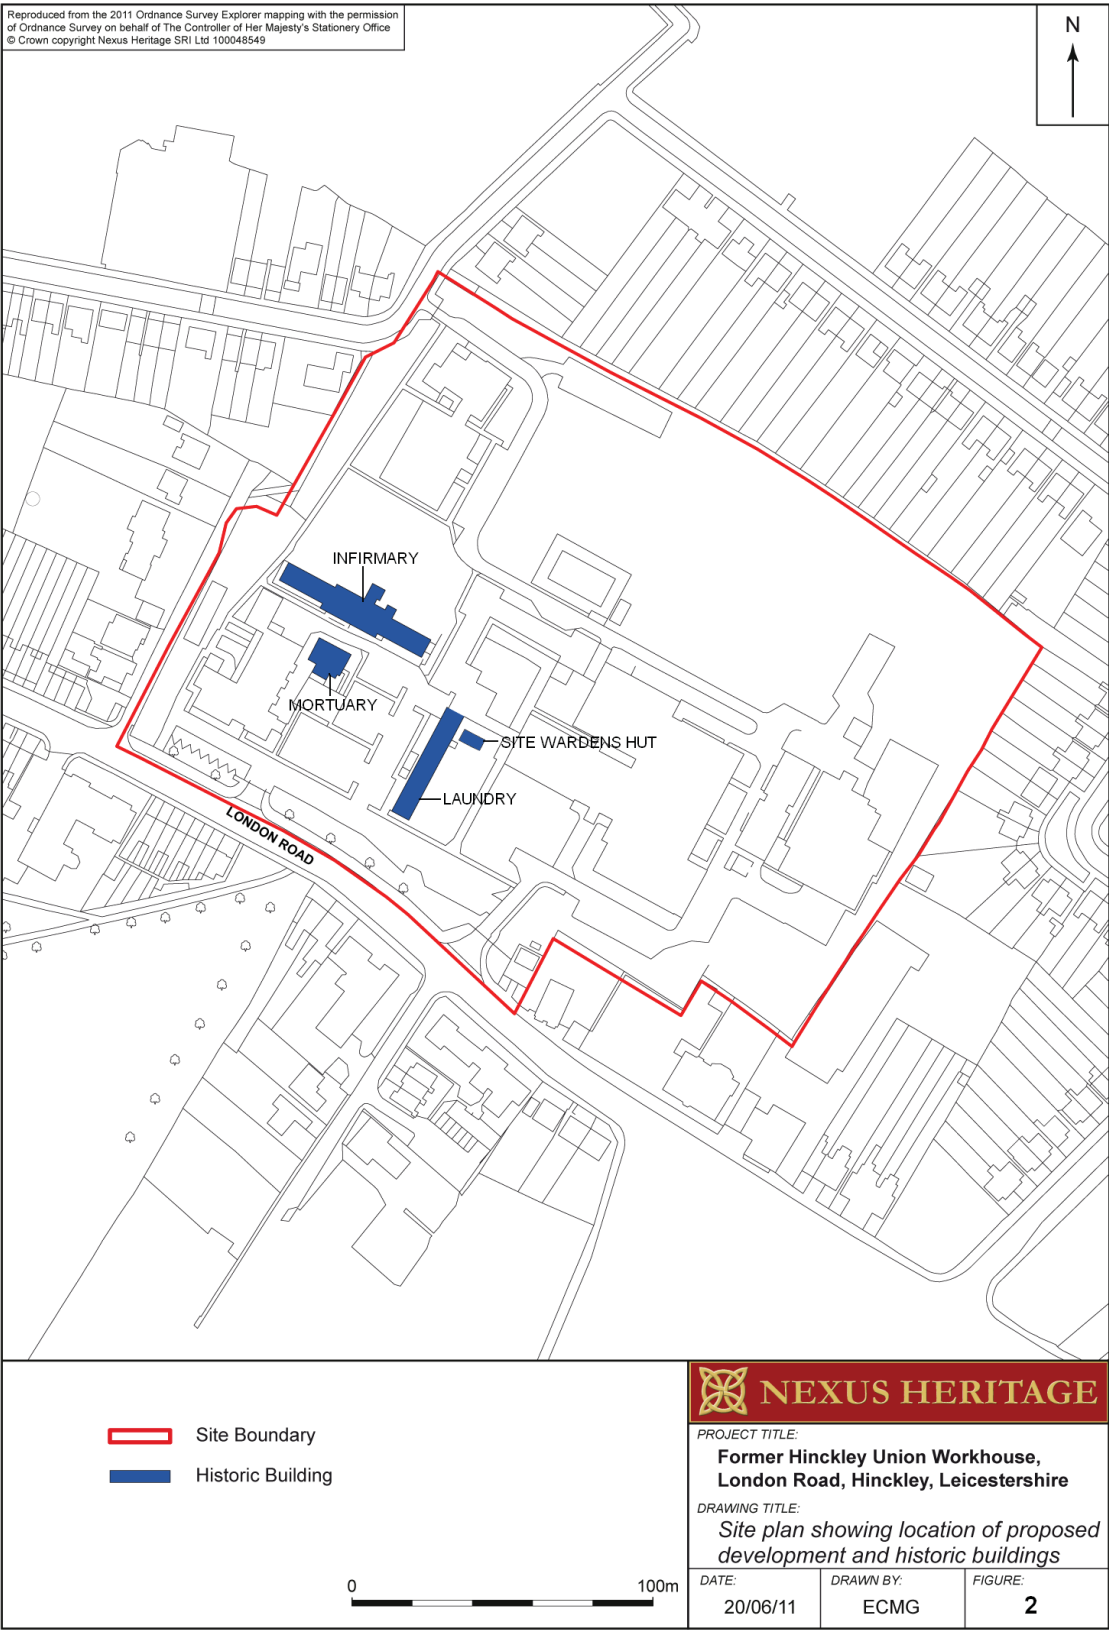 Reproduced from the 2011 Ordnance Survey Explorer mapping with the permission
of Ordnance Survey on behalf of The Controller of Her Majesty's Stationery Office
© Crown copyright Nexus Heritage SRI Ltd 100048549
N
INFIRMARY
MORTUARY
SITE WARDENS HUT
LAUNDRY
LONDON ROAD
Site Boundary
Historic Building
0 100m
NEXUS HERITAGE
PROJECT TITLE:
Former Hinckley Union Workhouse,
London Road, Hinckley, Leicestershire
DRAWING TITLE:
Site plan showing location of proposed
development and historic buildings
DATE:
20/06/11
DRAWN BY:
ECMG
FIGURE:
2